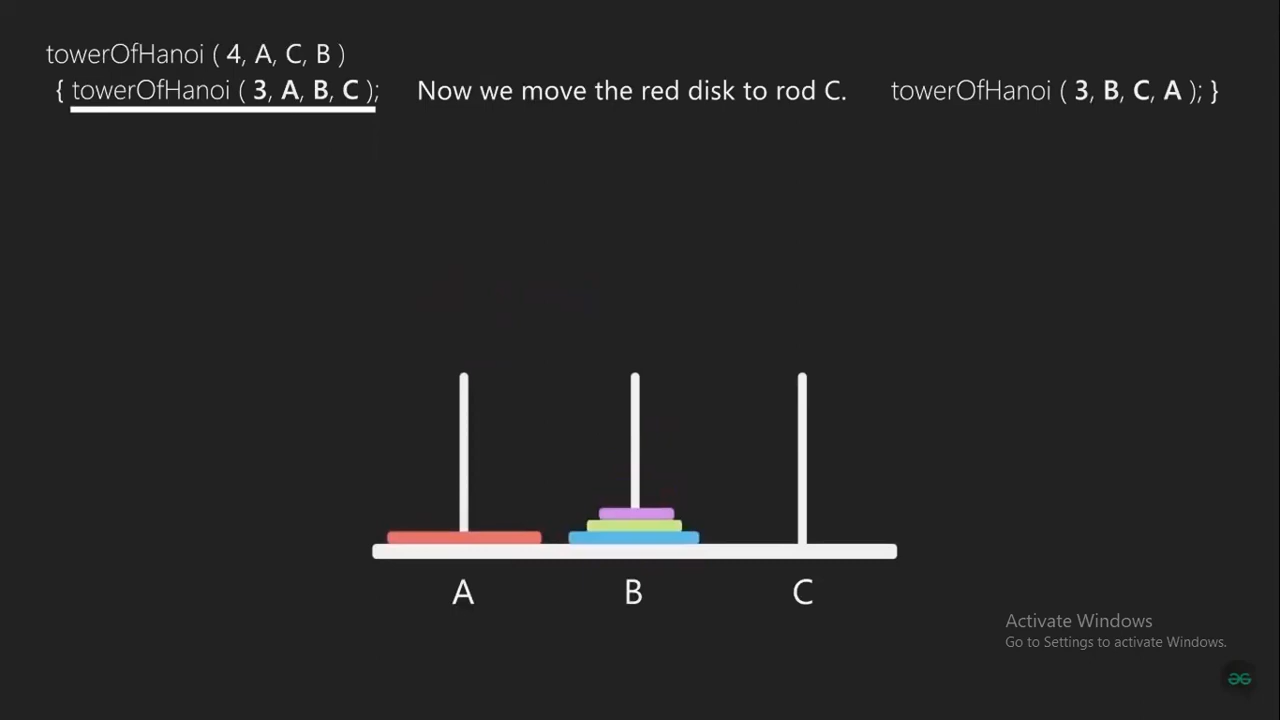 towerOfHanoi ( 4, A, C, B )
{ towerOfHanoi ( 3, A, B, C ); Now we move the red disk to rod C. towerOfHanoi ( 3, B, C, A ); }
A B C
Activate Windows
Go to Settings to activate Windows.